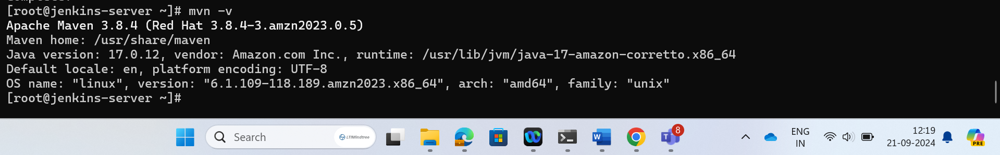 [root@jenkins-server ~]# mvn -v
Apache Maven 3.8.4 (Red Hat 3.8.4-3.amzn2023.0.5)
Maven home: /usr/share/maven
Java version: 17.0.12, vendor: Amazon.com Inc., runtime: /usr/lib/jvm/java-17-amazon-corretto.x86_64
Default locale: en, platform encoding: UTF-8
OS name: "linux", version: "6.1.109-118.189.amzn2023.x86_64", arch: "amd64", family: "unix"
[root@jenkins-server ~]#
Search
LTIMindtree
W
T
8
ENG
IN
12:19
21-09-2024
PRE